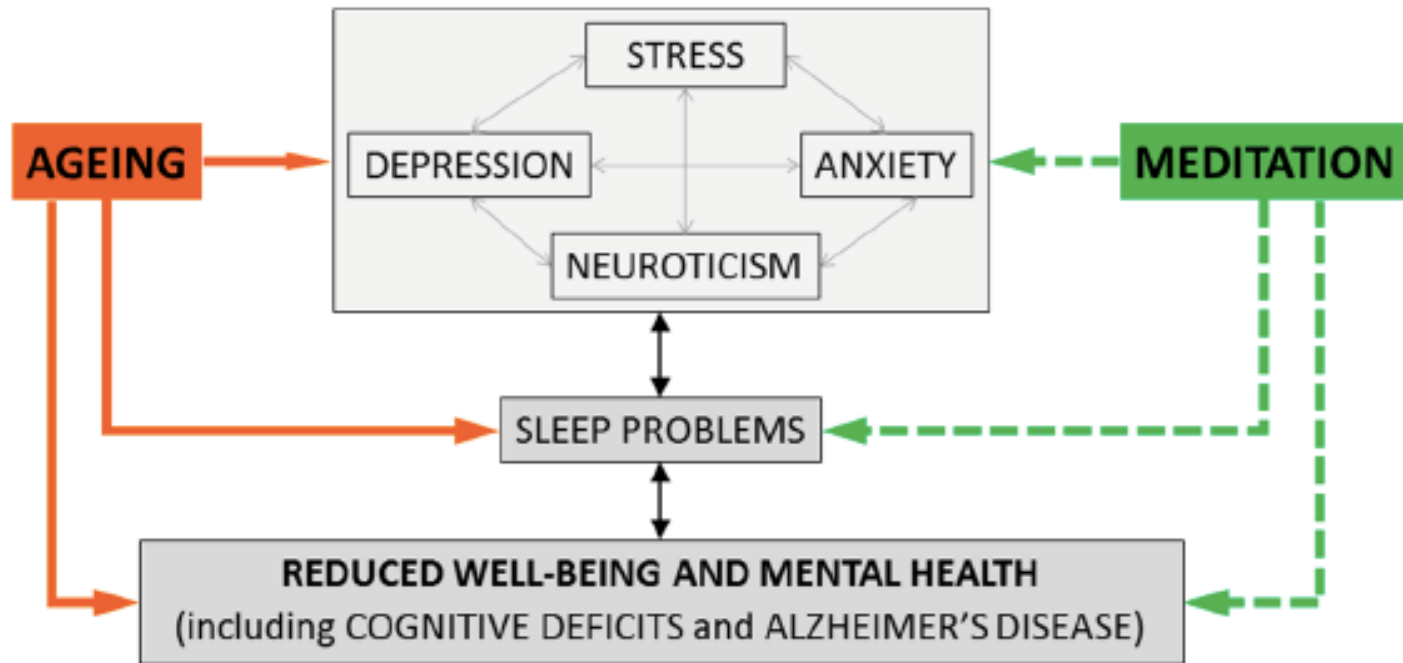 STRESS
AGEING
DEPRESSION
ANXIETY
MEDITATION
NEUROTICISM
SLEEP PROBLEMS
REDUCED WELL-BEING AND MENTAL HEALTH
(including COGNITIVE DEFICITS and ALZHEIMER'S DISEASE)